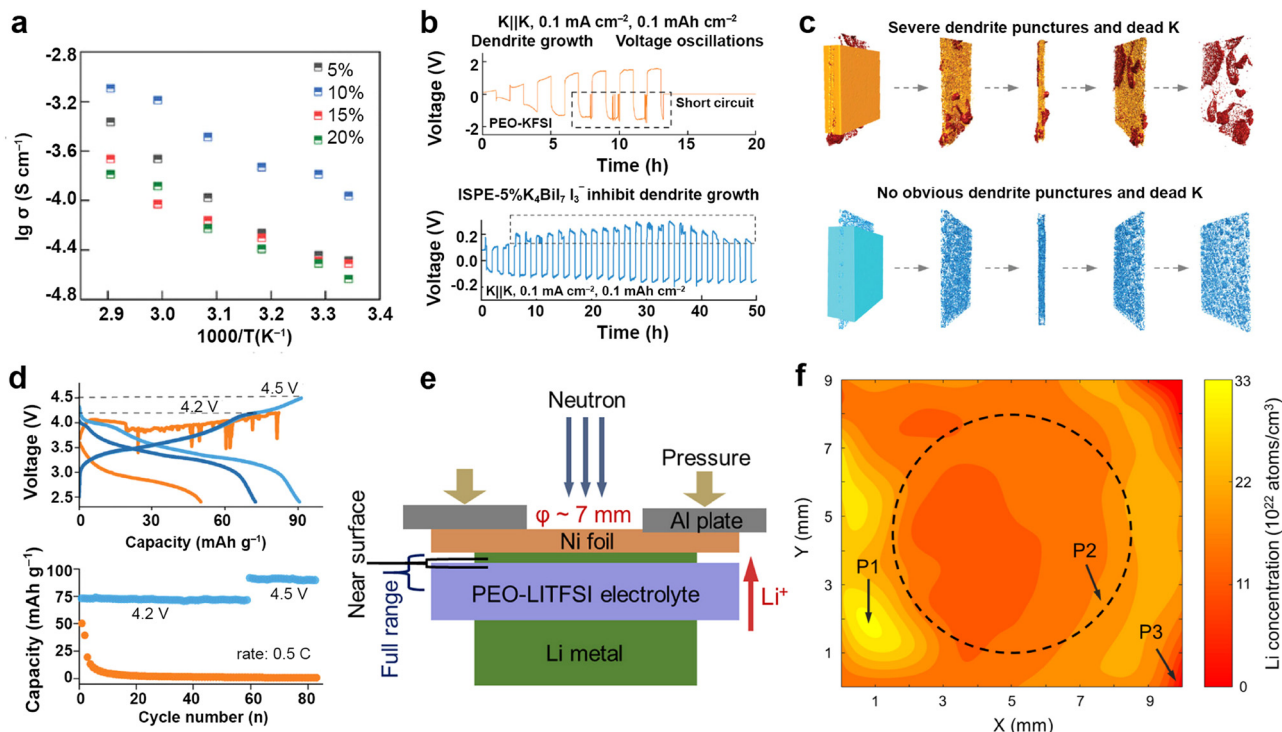 a
-2.8
-3.2
-3.6
-4.0
-4.4
-4.8
lg σ (S cm⁻¹)
5%
10%
15%
20%
2.9 3.0 3.1 3.2 3.3 3.4
1000/T(K⁻¹)
b
K||K, 0.1 mA cm⁻², 0.1 mAh cm⁻²
Dendrite growth Voltage oscillations
Voltage (V)
2
0
-2
PEO-KFSI
Short circuit
0 5 10 15 20
Time (h)
ISPE-5%K₄BiI₇ I₃⁻ inhibit dendrite growth
Voltage (V)
0.2
0.0
-0.2
K||K, 0.1 mA cm⁻², 0.1 mAh cm⁻²
0 10 20 30 40 50
Time (h)
c
Severe dendrite punctures and dead K
No obvious dendrite punctures and dead K
d
4.5 V
4.2 V
Voltage (V)
4.5
4.0
3.5
3.0
2.5
0 30 60 90
Capacity (mAh g⁻¹)
Capacity (mAh g⁻¹)
100
75
50
25
0
4.2 V
4.5 V
rate: 0.5 C
0 20 40 60 80
Cycle number (n)
e
Neutron
Pressure
φ ~ 7 mm
Al plate
Ni foil
Near surface
Full range
PEO-LITFSI electrolyte
Li⁺
Li metal
f
Y (mm)
9
7
5
3
1
P1
P2
P3
1 3 5 7 9
X (mm)
33
22
11
0
Li concentration (10²² atoms/cm³)